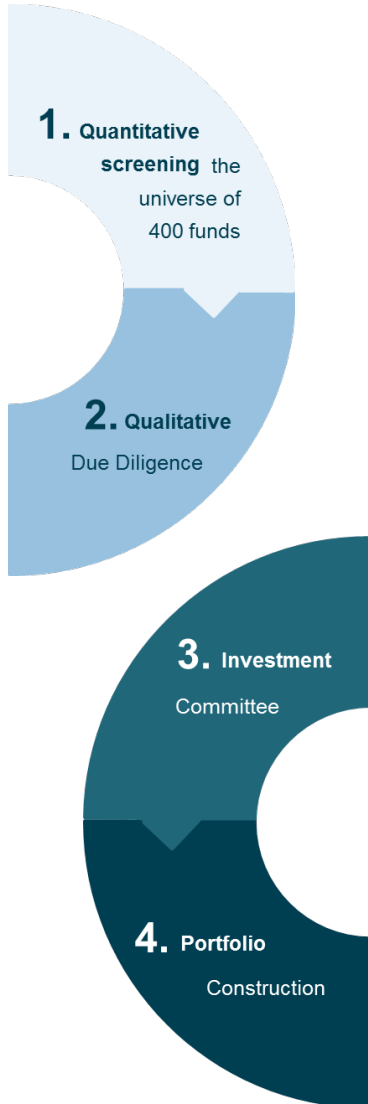 1. Quantitative
screening the
universe of
400 funds
2. Qualitative
Due Diligence
3. Investment
Committee
4. Portfolio
Construction